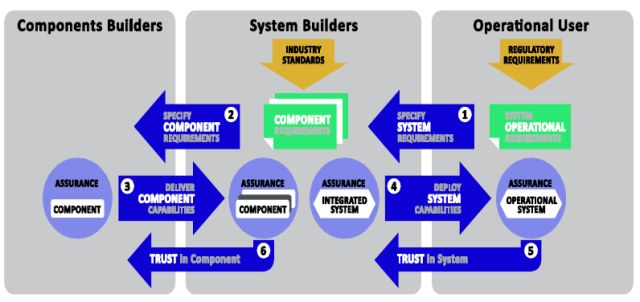 Components Builders
System Builders
Operational User
INDUSTRY
STANDARDS
REGULATORY
REQUIREMENTS
2
SPECIFY
COMPONENT
REQUIREMENTS
COMPONENT
REQUIREMENTS
1
SPECIFY
SYSTEM
REQUIREMENTS
SYSTEM
OPERATIONAL
REQUIREMENTS
ASSURANCE
COMPONENT
3
DELIVER
COMPONENT
CAPABILITIES
ASSURANCE
COMPONENT
ASSURANCE
INTEGRATED
SYSTEM
4
DEPLOY
SYSTEM
CAPABILITIES
ASSURANCE
OPERATIONAL
SYSTEM
6
TRUST in Component
5
TRUST in System